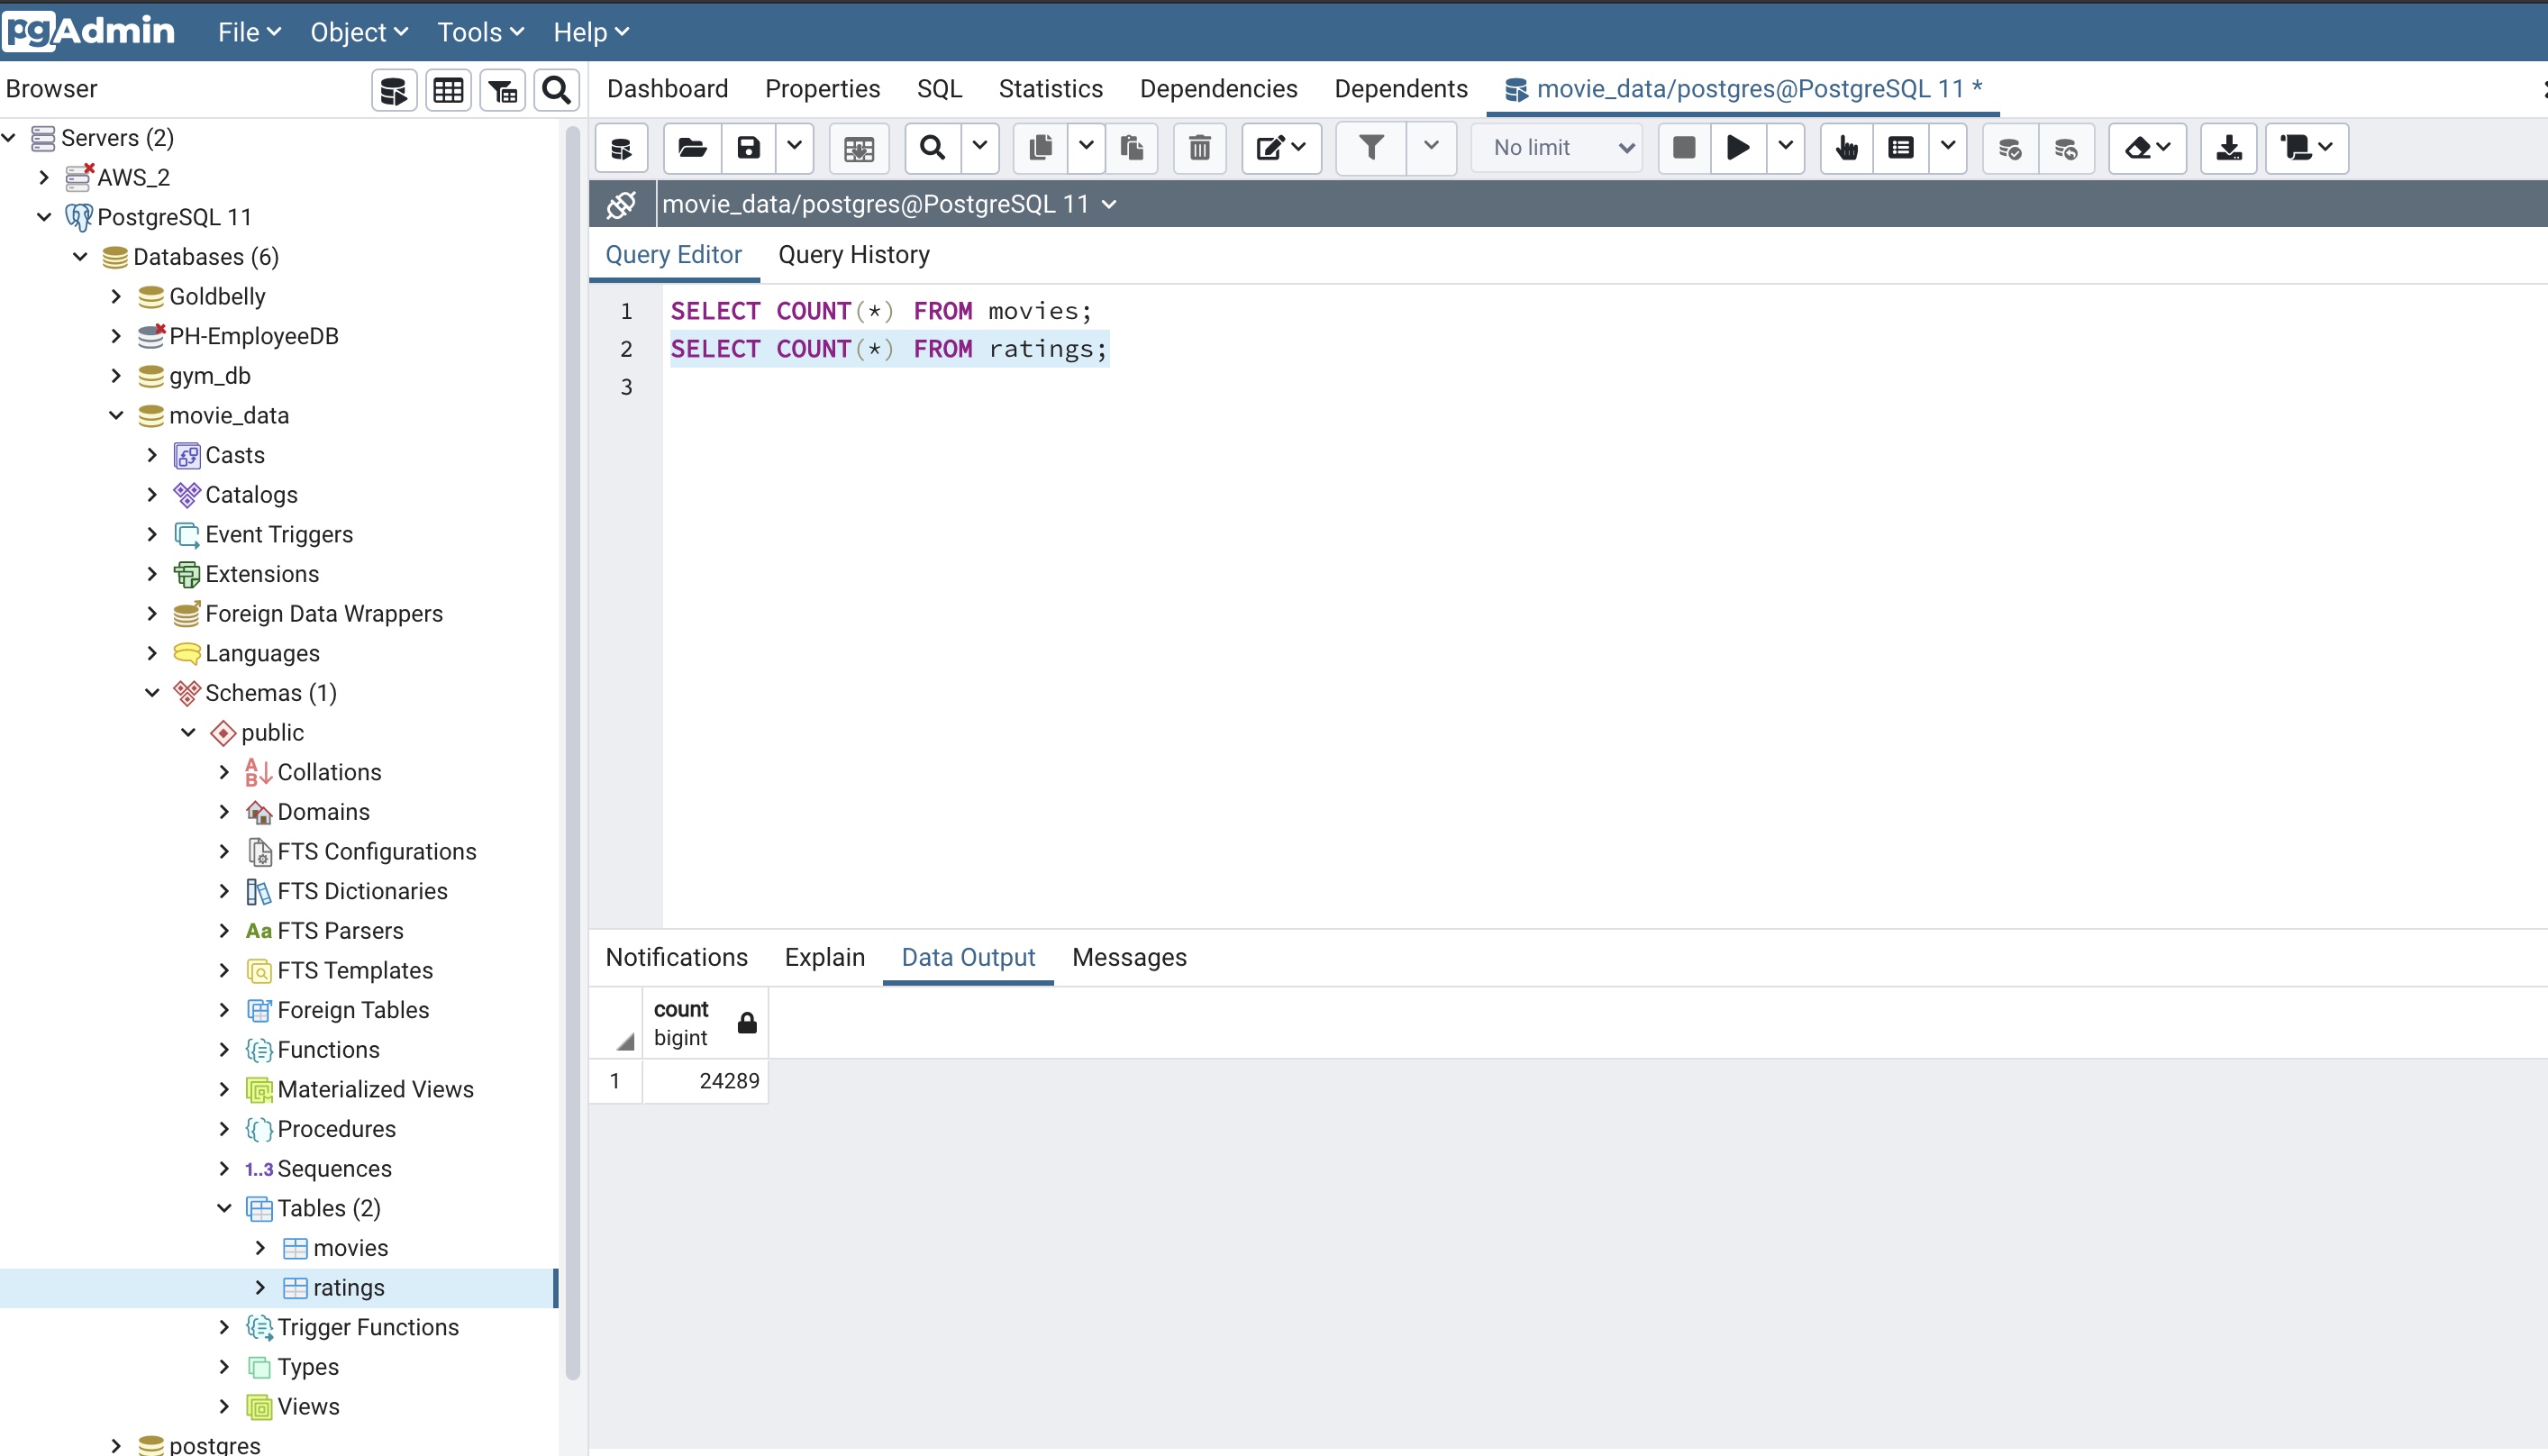 pgAdmin File Object Tools Help
Browser
Dashboard Properties SQL Statistics Dependencies Dependents movie_data/postgres@PostgreSQL 11 *
No limit
movie_data/postgres@PostgreSQL 11
Query Editor Query History
1 SELECT COUNT(*) FROM movies;
2 SELECT COUNT(*) FROM ratings;
3
Notifications Explain Data Output Messages
count
bigint
1 24289
Servers (2)
AWS_2
PostgreSQL 11
Databases (6)
Goldbelly
PH-EmployeeDB
gym_db
movie_data
Casts
Catalogs
Event Triggers
Extensions
Foreign Data Wrappers
Languages
Schemas (1)
public
Collations
Domains
FTS Configurations
FTS Dictionaries
Aa FTS Parsers
FTS Templates
Foreign Tables
Functions
Materialized Views
Procedures
1..3 Sequences
Tables (2)
movies
ratings
Trigger Functions
Types
Views
postgres